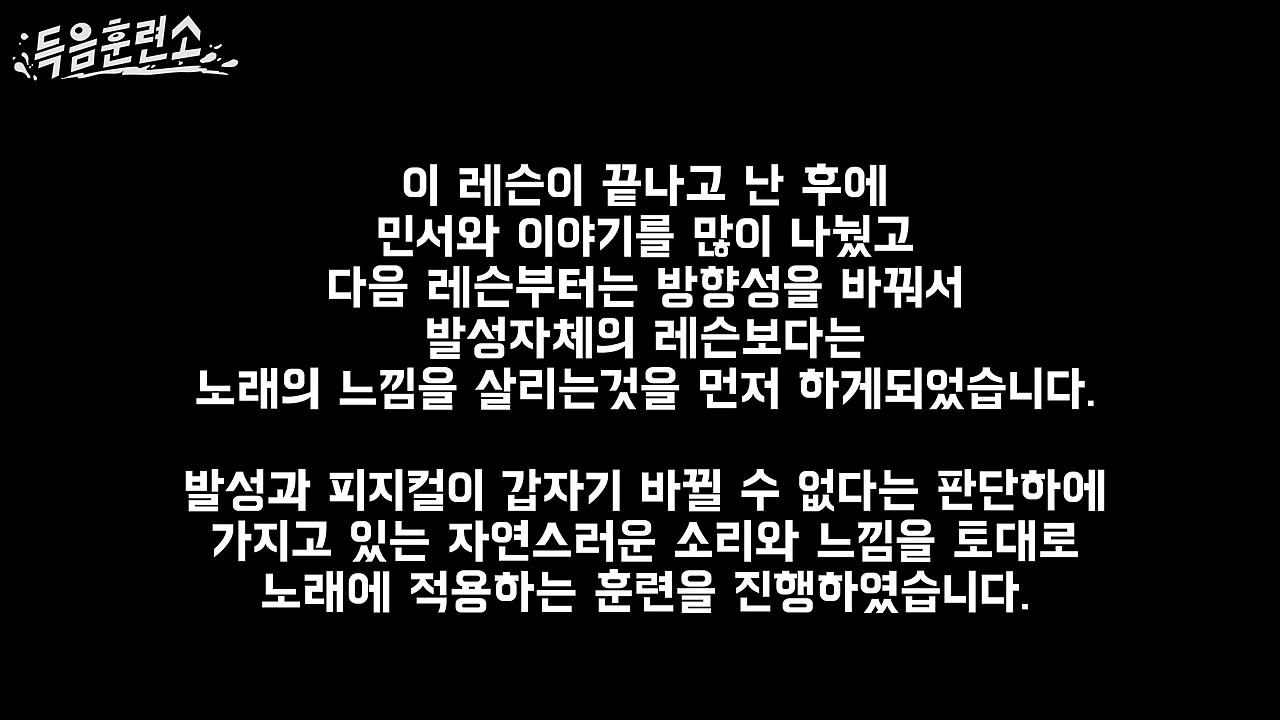 득음훈련소
이 레슨이 끝나고 난 후에
민서와 이야기를 많이 나눴고
다음 레슨부터는 방향성을 바꿔서
발성자체의 레슨보다는
노래의 느낌을 살리는것을 먼저 하게되었습니다.
발성과 피지컬이 갑자기 바뀔 수 없다는 판단하에
가지고 있는 자연스러운 소리와 느낌을 토대로
노래에 적용하는 훈련을 진행하였습니다.